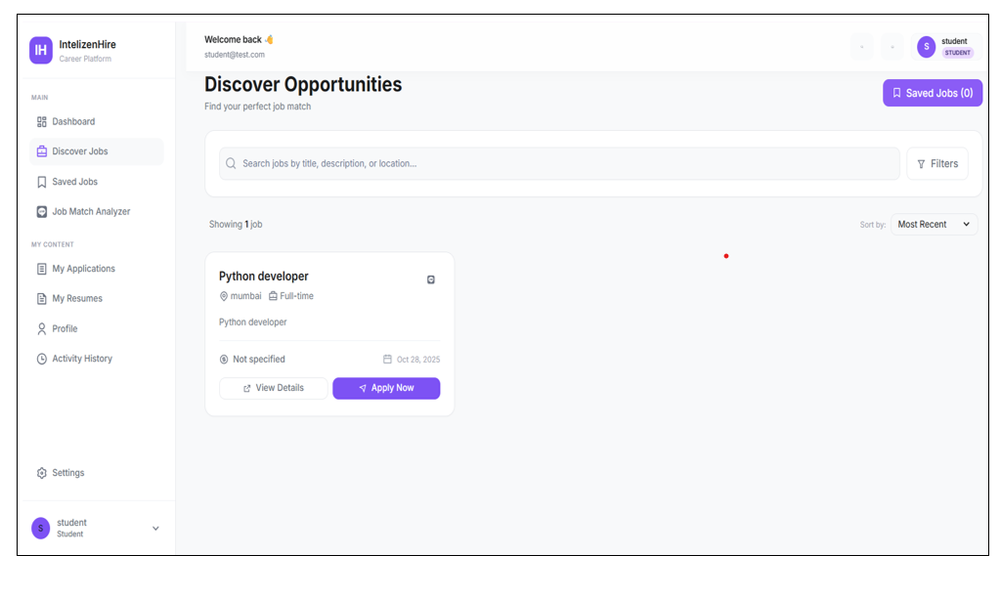 IH
IntelizenHire
Career Platform
MAIN
Dashboard
Discover Jobs
Saved Jobs
Job Match Analyzer
MY CONTENT
My Applications
My Resumes
Profile
Activity History
Settings
S
student
Student
Welcome back 👋
student@test.com
S
student
STUDENT
Discover Opportunities
Find your perfect job match
Saved Jobs (0)
Search jobs by title, description, or location...
Filters
Showing 1 job
Sort by:
Most Recent
Python developer
mumbai Full-time
Python developer
Not specified
Oct 28, 2025
View Details
Apply Now